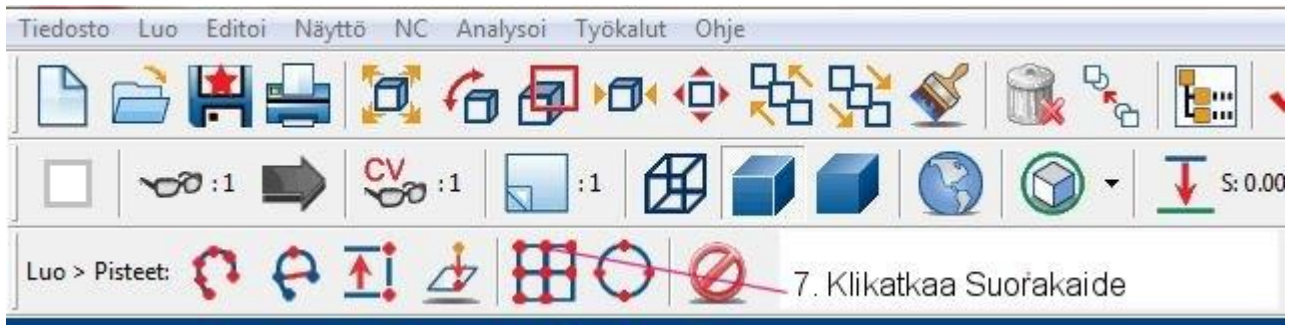 Tiedosto Luo Editoi Näyttö NC Analysoi Työkalut Ohje
:1 CV :1 :1 S: 0.00
Luo > Pisteet: 7. Klikatkaa Suorakaide